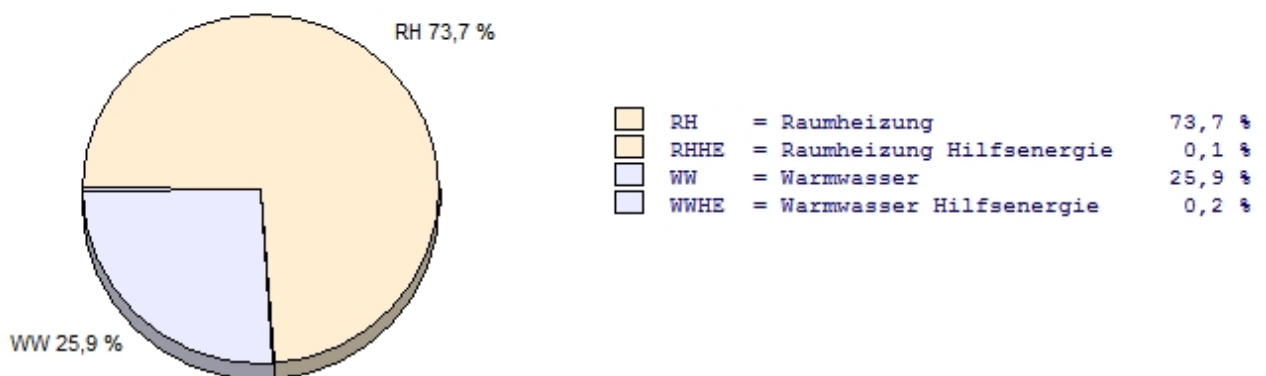 RH 73,7 %
RH = Raumheizung 73,7 %
RHHE = Raumheizung Hilfsenergie 0,1 %
WW = Warmwasser 25,9 %
WWHE = Warmwasser Hilfsenergie 0,2 %
WW 25,9 %